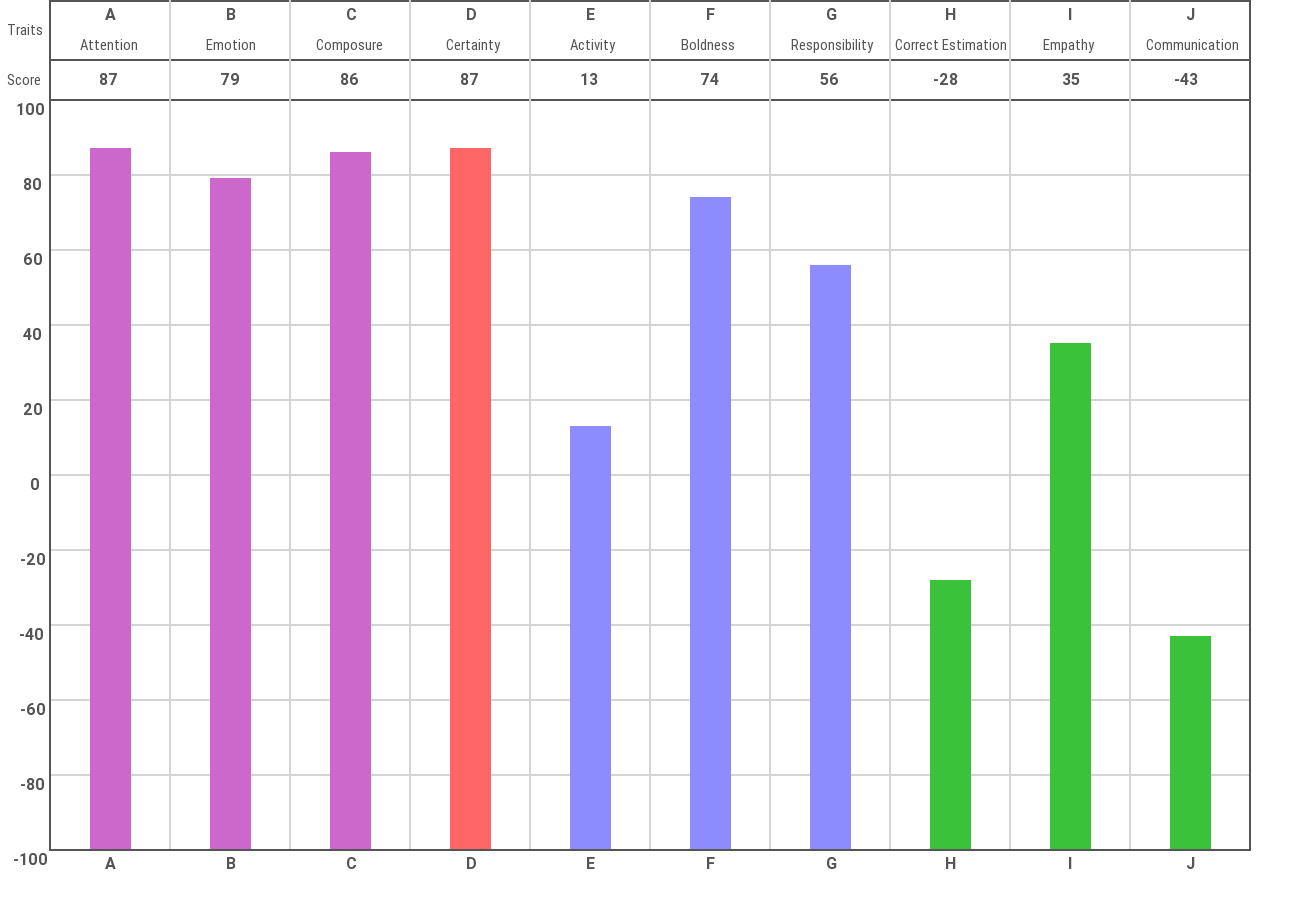 A B C D E F G H I J
Traits
Attention Emotion Composure Certainty Activity Boldness Responsibility Correct Estimation Empathy Communication
Score 87 79 86 87 13 74 56 -28 35 -43
100
80
60
40
20
0
-20
-40
-60
-80
-100
A B C D E F G H I J